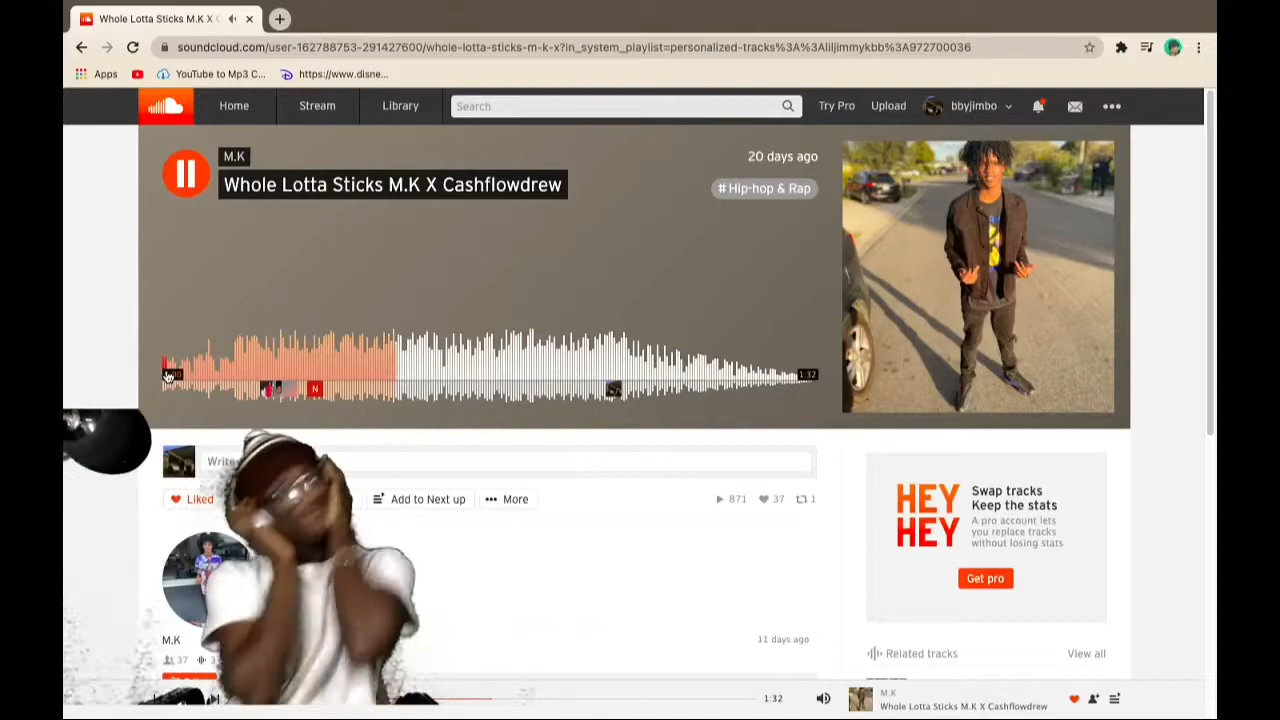 Whole Lotta Sticks M.K X
soundcloud.com/user-162788753-291427600/whole-lotta-sticks-m-k-x?in_system_playlist=personalized-tracks%3A%3Aliljimmykbb%3A972700036
Apps YouTube to Mp3 C... https://www.disne...
Home Stream Library Search Try Pro Upload bbyjimbo
M.K
20 days ago
Whole Lotta Sticks M.K X Cashflowdrew
# Hip-hop & Rap
1:32
N
Write
Liked Add to Next up More 871 37 1
HEY HEY
Swap tracks
Keep the stats
A pro account lets
you replace tracks
without losing stats
Get pro
M.K
11 days ago
37 3
Related tracks View all
1:32
M.K
Whole Lotta Sticks M.K X Cashflowdrew